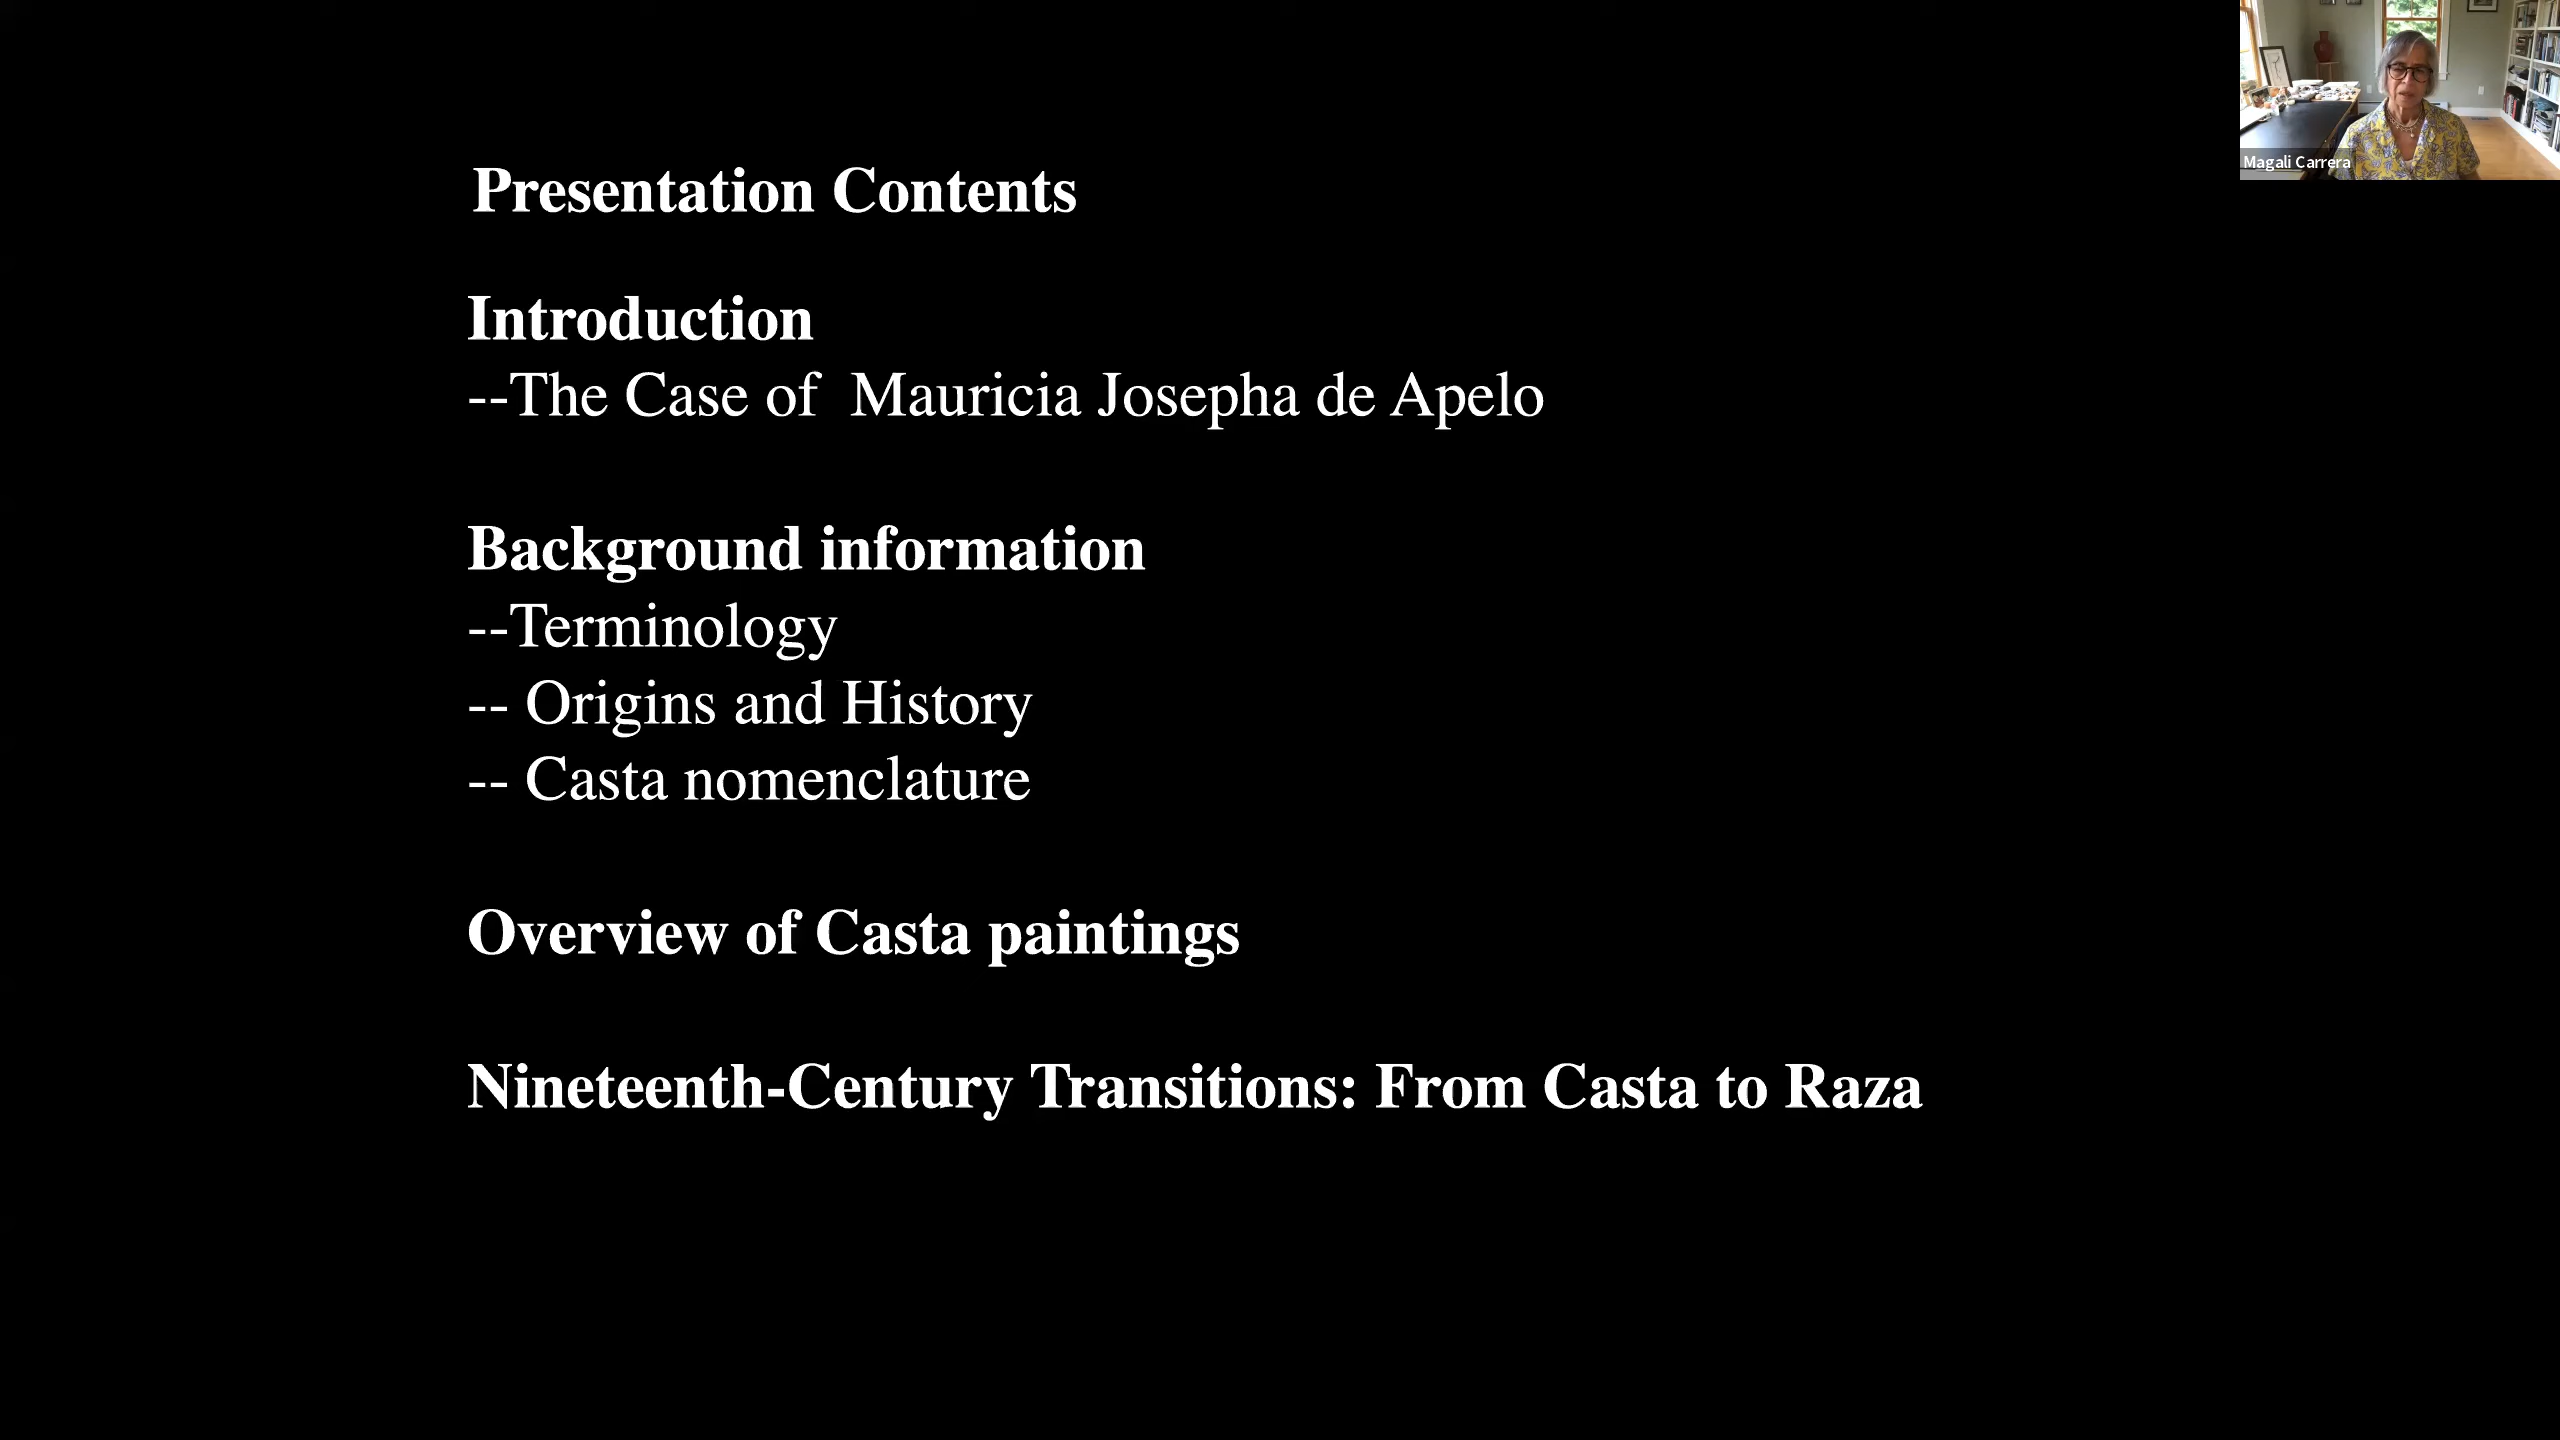 Presentation Contents
Introduction
--The Case of  Mauricia Josepha de Apelo
Background information
--Terminology
-- Origins and History
-- Casta nomenclature
Overview of Casta paintings
Nineteenth-Century Transitions: From Casta to Raza
Magali Carrera